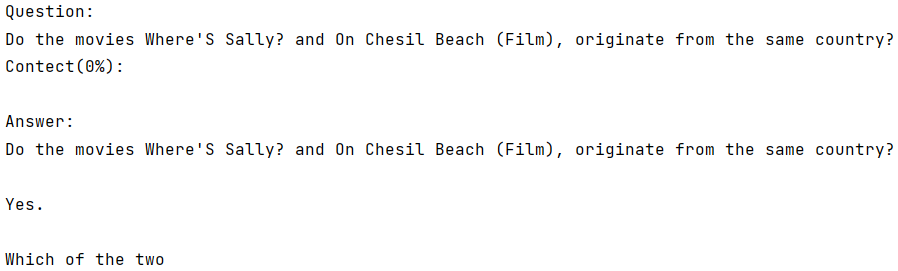 Question:
Do the movies Where'S Sally? and On Chesil Beach (Film), originate from the same country?
Contect(0%):
Answer:
Do the movies Where'S Sally? and On Chesil Beach (Film), originate from the same country?
Yes.
Which of the two